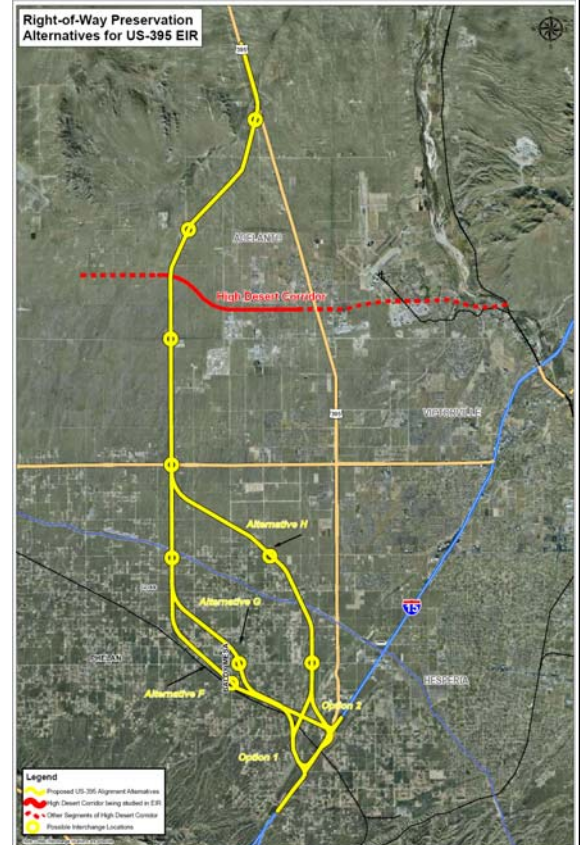 Right-of-Way Preservation
Alternatives for US-395 EIR
395
ADELANTO
High Desert Corridor
395
VICTORVILLE
Alternative H
15
Alternative G
PHELAN
HESPERIA
Alternative F
Option 2
Option 1
Legend
Proposed US-395 Alignment Alternatives
High Desert Corridor being studied in EIR
Other Segments of High Desert Corridor
Possible Interchange Locations